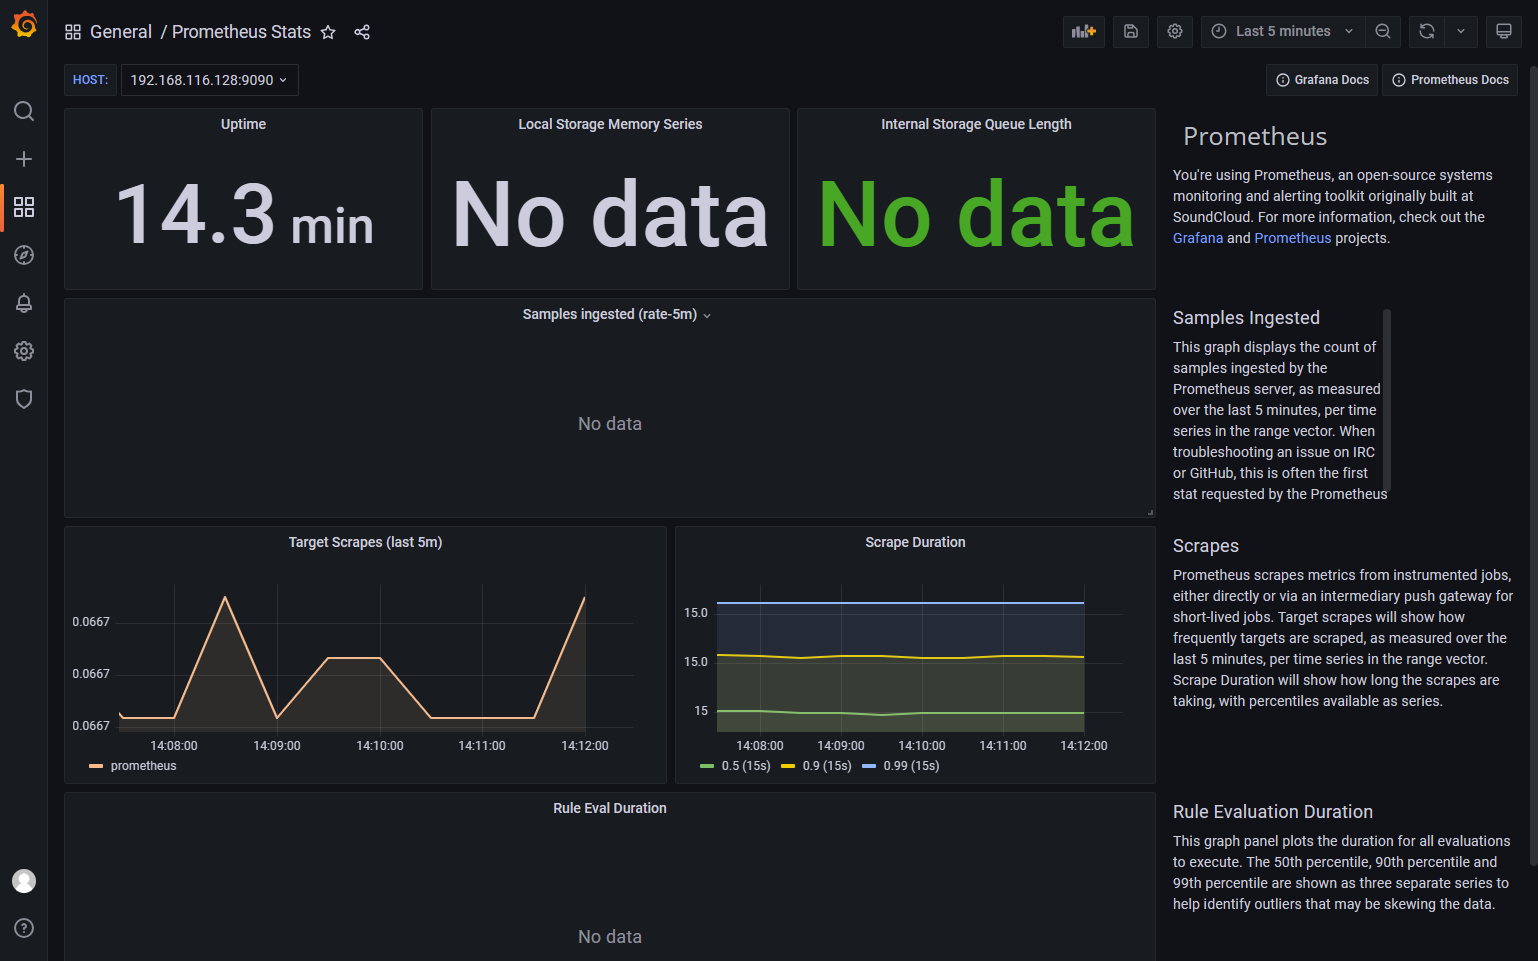 General / Prometheus Stats
Last 5 minutes
HOST: 192.168.116.128:9090
Grafana Docs
Prometheus Docs
Uptime
14.3 min
Local Storage Memory Series
No data
Internal Storage Queue Length
No data
Prometheus
You're using Prometheus, an open-source systems
monitoring and alerting toolkit originally built at
SoundCloud. For more information, check out the
Grafana and Prometheus projects.
Samples ingested (rate-5m)
No data
Samples Ingested
This graph displays the count of
samples ingested by the
Prometheus server, as measured
over the last 5 minutes, per time
series in the range vector. When
troubleshooting an issue on IRC
or GitHub, this is often the first
stat requested by the Prometheus
Target Scrapes (last 5m)
0.0667
0.0667
0.0667
14:08:00 14:09:00 14:10:00 14:11:00 14:12:00
prometheus
Scrape Duration
15.0
15.0
15
14:08:00 14:09:00 14:10:00 14:11:00 14:12:00
0.5 (15s) 0.9 (15s) 0.99 (15s)
Scrapes
Prometheus scrapes metrics from instrumented jobs,
either directly or via an intermediary push gateway for
short-lived jobs. Target scrapes will show how
frequently targets are scraped, as measured over the
last 5 minutes, per time series in the range vector.
Scrape Duration will show how long the scrapes are
taking, with percentiles available as series.
Rule Eval Duration
No data
Rule Evaluation Duration
This graph panel plots the duration for all evaluations
to execute. The 50th percentile, 90th percentile and
99th percentile are shown as three separate series to
help identify outliers that may be skewing the data.